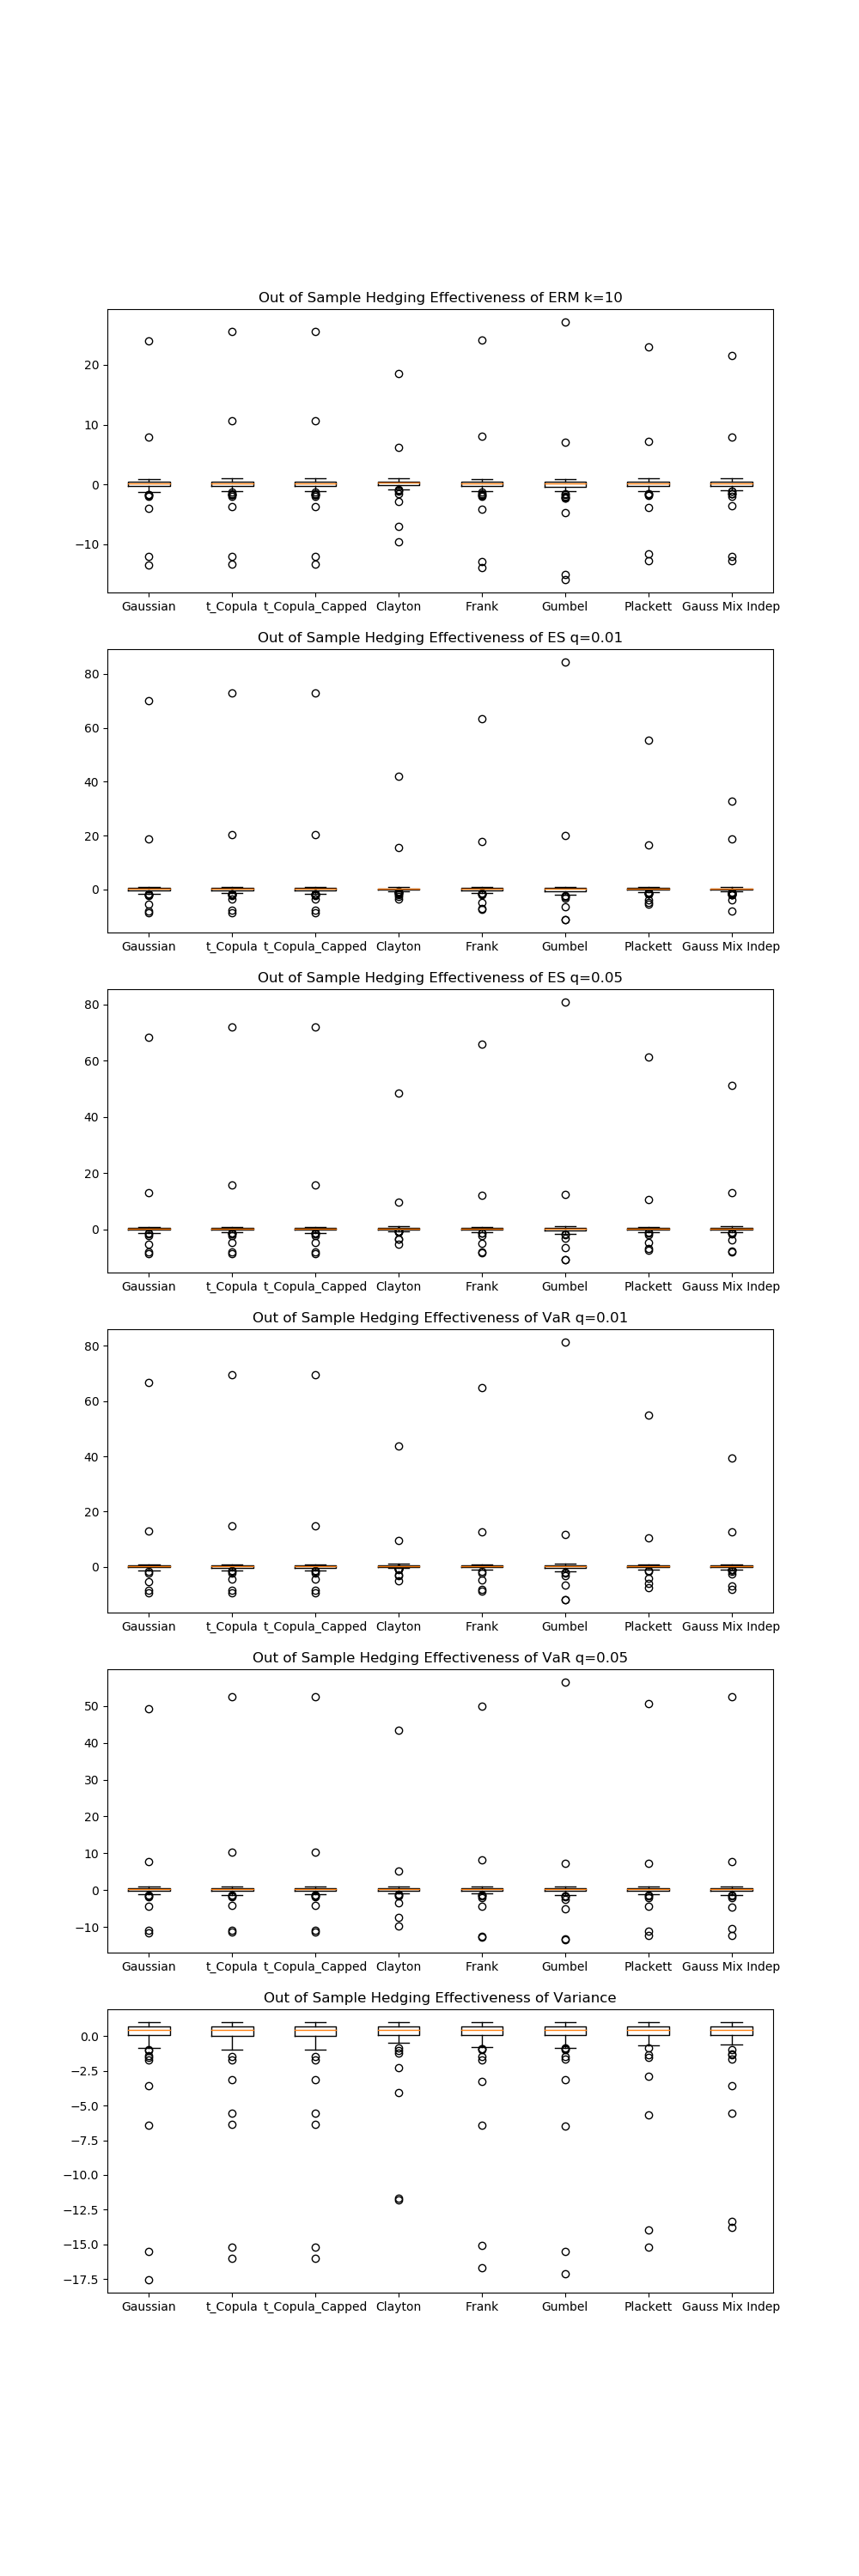 Out of Sample Hedging Effectiveness of ERM k=10
20
10
0
−10
Gaussian t_Copula t_Copula_Capped Clayton Frank Gumbel Plackett Gauss Mix Indep
Out of Sample Hedging Effectiveness of ES q=0.01
80
60
40
20
0
Gaussian t_Copula t_Copula_Capped Clayton Frank Gumbel Plackett Gauss Mix Indep
Out of Sample Hedging Effectiveness of ES q=0.05
80
60
40
20
0
Gaussian t_Copula t_Copula_Capped Clayton Frank Gumbel Plackett Gauss Mix Indep
Out of Sample Hedging Effectiveness of VaR q=0.01
80
60
40
20
0
Gaussian t_Copula t_Copula_Capped Clayton Frank Gumbel Plackett Gauss Mix Indep
Out of Sample Hedging Effectiveness of VaR q=0.05
50
40
30
20
10
0
−10
Gaussian t_Copula t_Copula_Capped Clayton Frank Gumbel Plackett Gauss Mix Indep
Out of Sample Hedging Effectiveness of Variance
0.0
−2.5
−5.0
−7.5
−10.0
−12.5
−15.0
−17.5
Gaussian t_Copula t_Copula_Capped Clayton Frank Gumbel Plackett Gauss Mix Indep